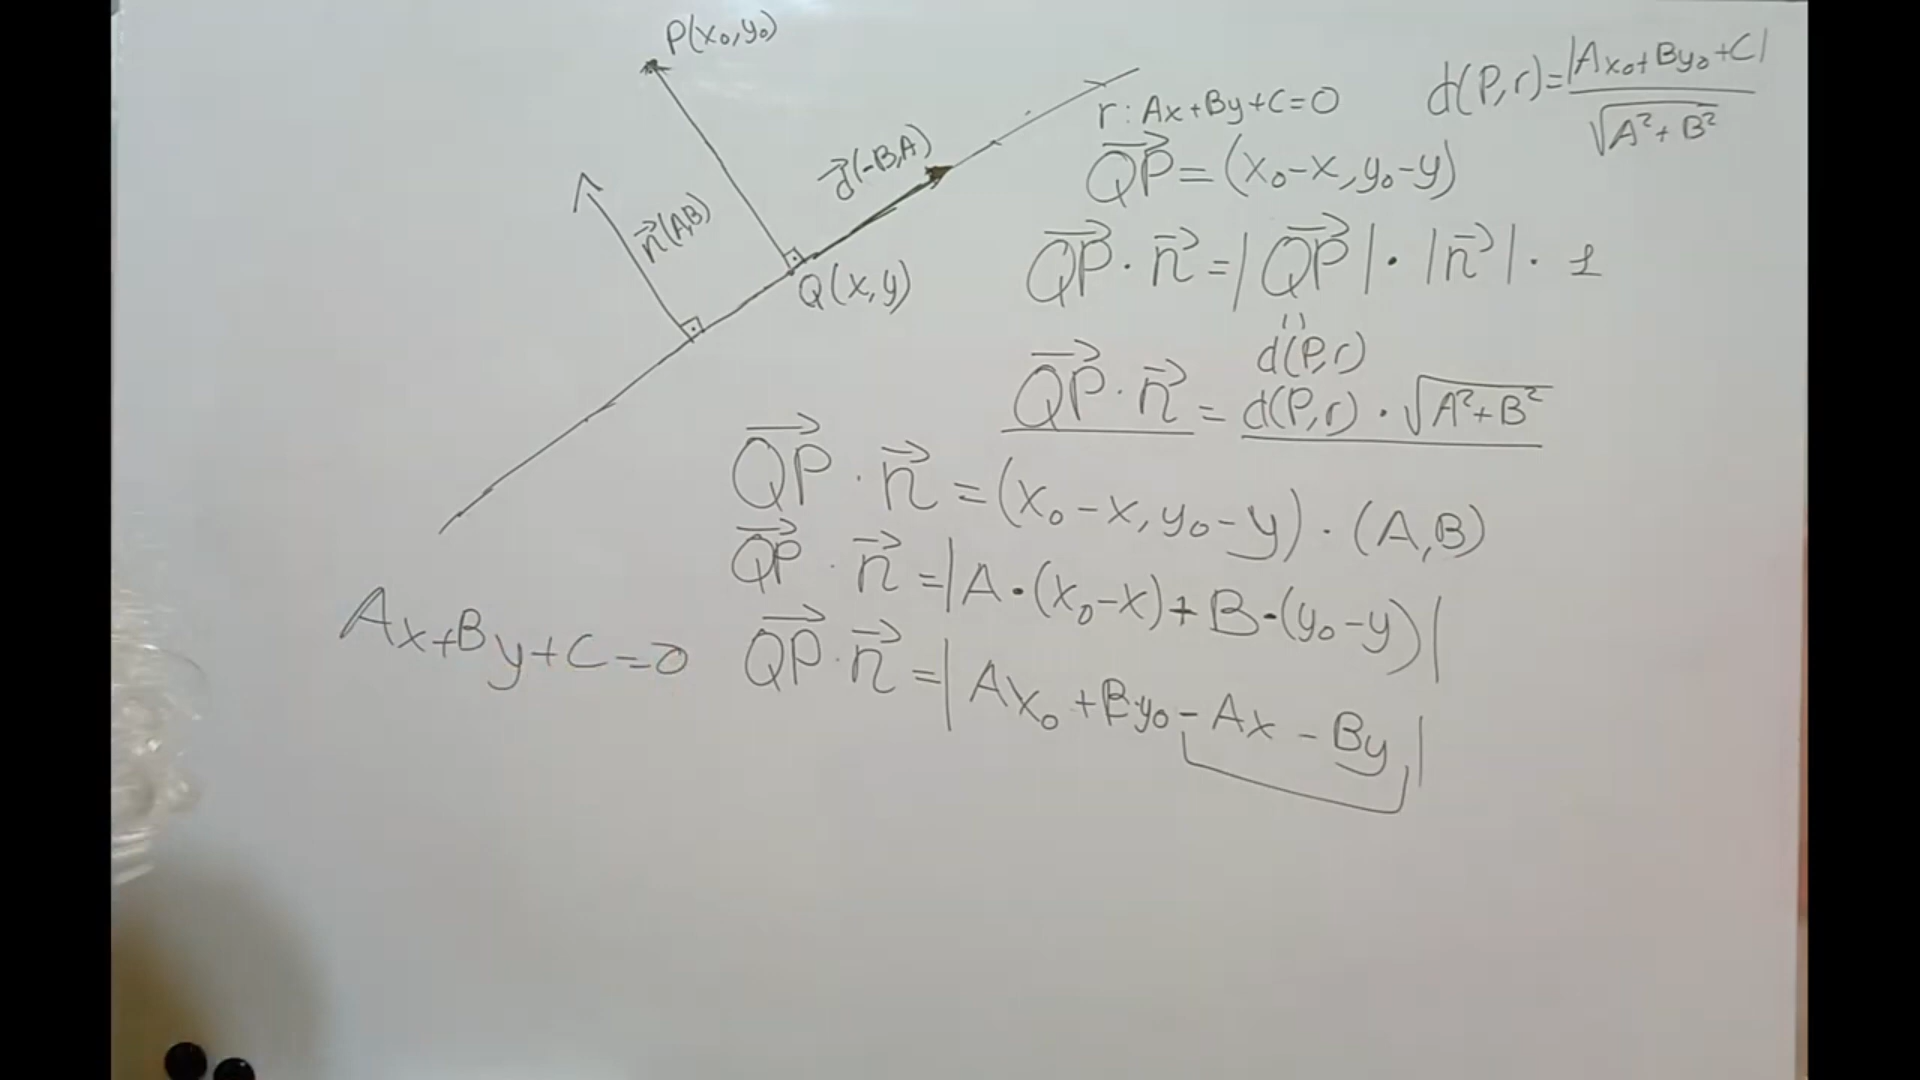 P(x₀,y₀)
n⃗(A,B)
d⃗(-B,A)
Q(x,y)
r: Ax+By+C=0
d(P,r)=|Ax₀+By₀+C|/√A²+B²
QP⃗=(x₀-x,y₀-y)
QP⃗·n⃗=|QP⃗|·|n⃗|·1
"
d(P,r)
QP⃗·n⃗=d(P,r)·√A²+B²
QP⃗·n⃗=(x₀-x,y₀-y)·(A,B)
QP⃗·n⃗=|A·(x₀-x)+B·(y₀-y)|
Ax+By+C=0
QP⃗·n⃗=|Ax₀+By₀-Ax-By|